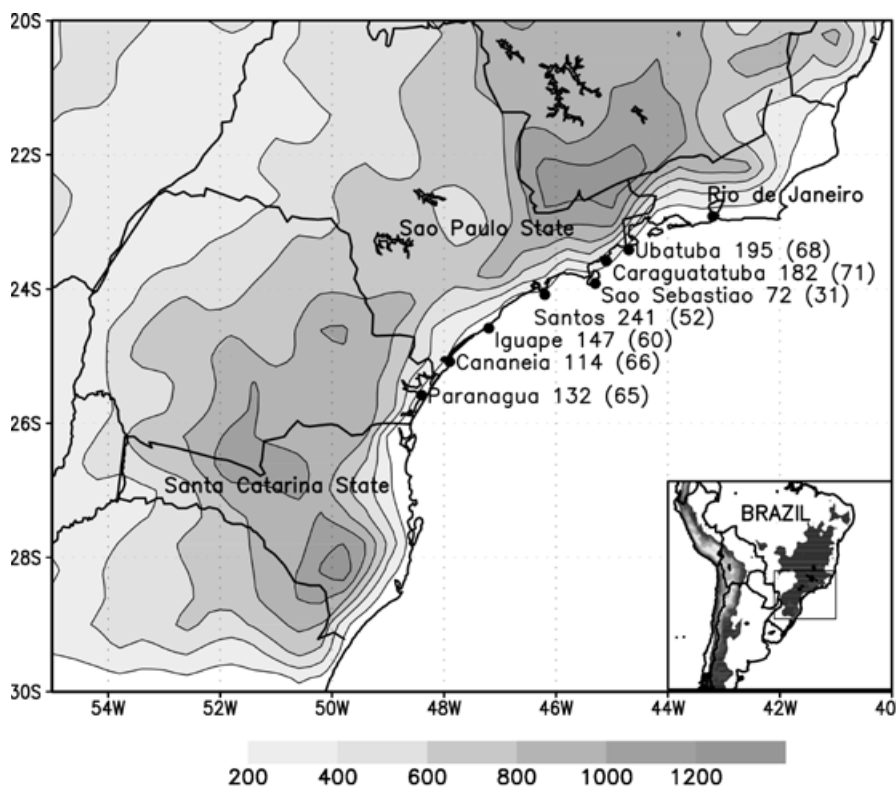 20S
22S
24S
26S
28S
30S
Rio de Janeiro
Sao Paulo State
Ubatuba 195 (68)
Caraguatatuba 182 (71)
Sao Sebastiao 72 (31)
Santos 241 (52)
Iguape 147 (60)
Cananeia 114 (66)
Paranagua 132 (65)
Santa Catarina State
BRAZIL
54W 52W 50W 48W 46W 44W 42W 40
200 400 600 800 1000 1200